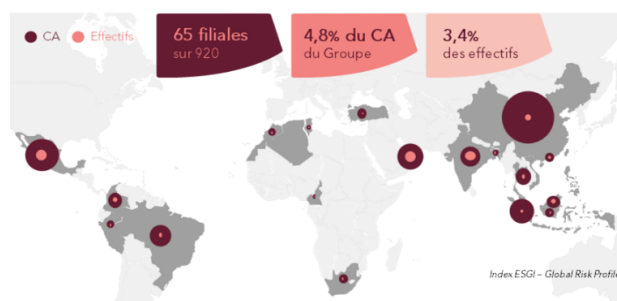 CA
Effectifs
65 filiales
sur 920
4,8% du CA
du Groupe
3,4%
des effectifs
Index ESGI – Global Risk Profile